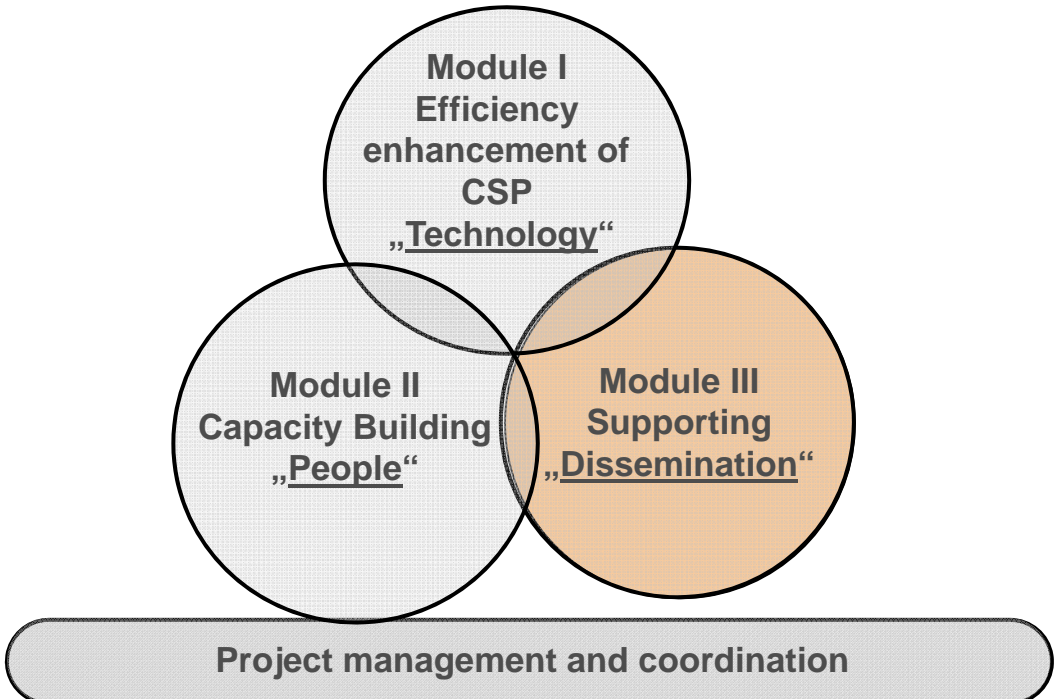 Module I
Efficiency
enhancement of
CSP
„Technology“
Module II
Capacity Building
„People“
Module III
Supporting
„Dissemination“
Project management and coordination